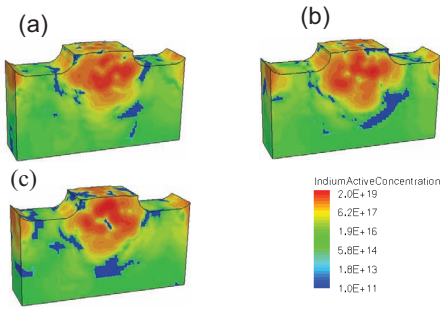 (a)
(b)
(c)
IndiumActiveConcentration
2.0E+19
6.2E+17
1.9E+16
5.8E+14
1.8E+13
1.0E+11